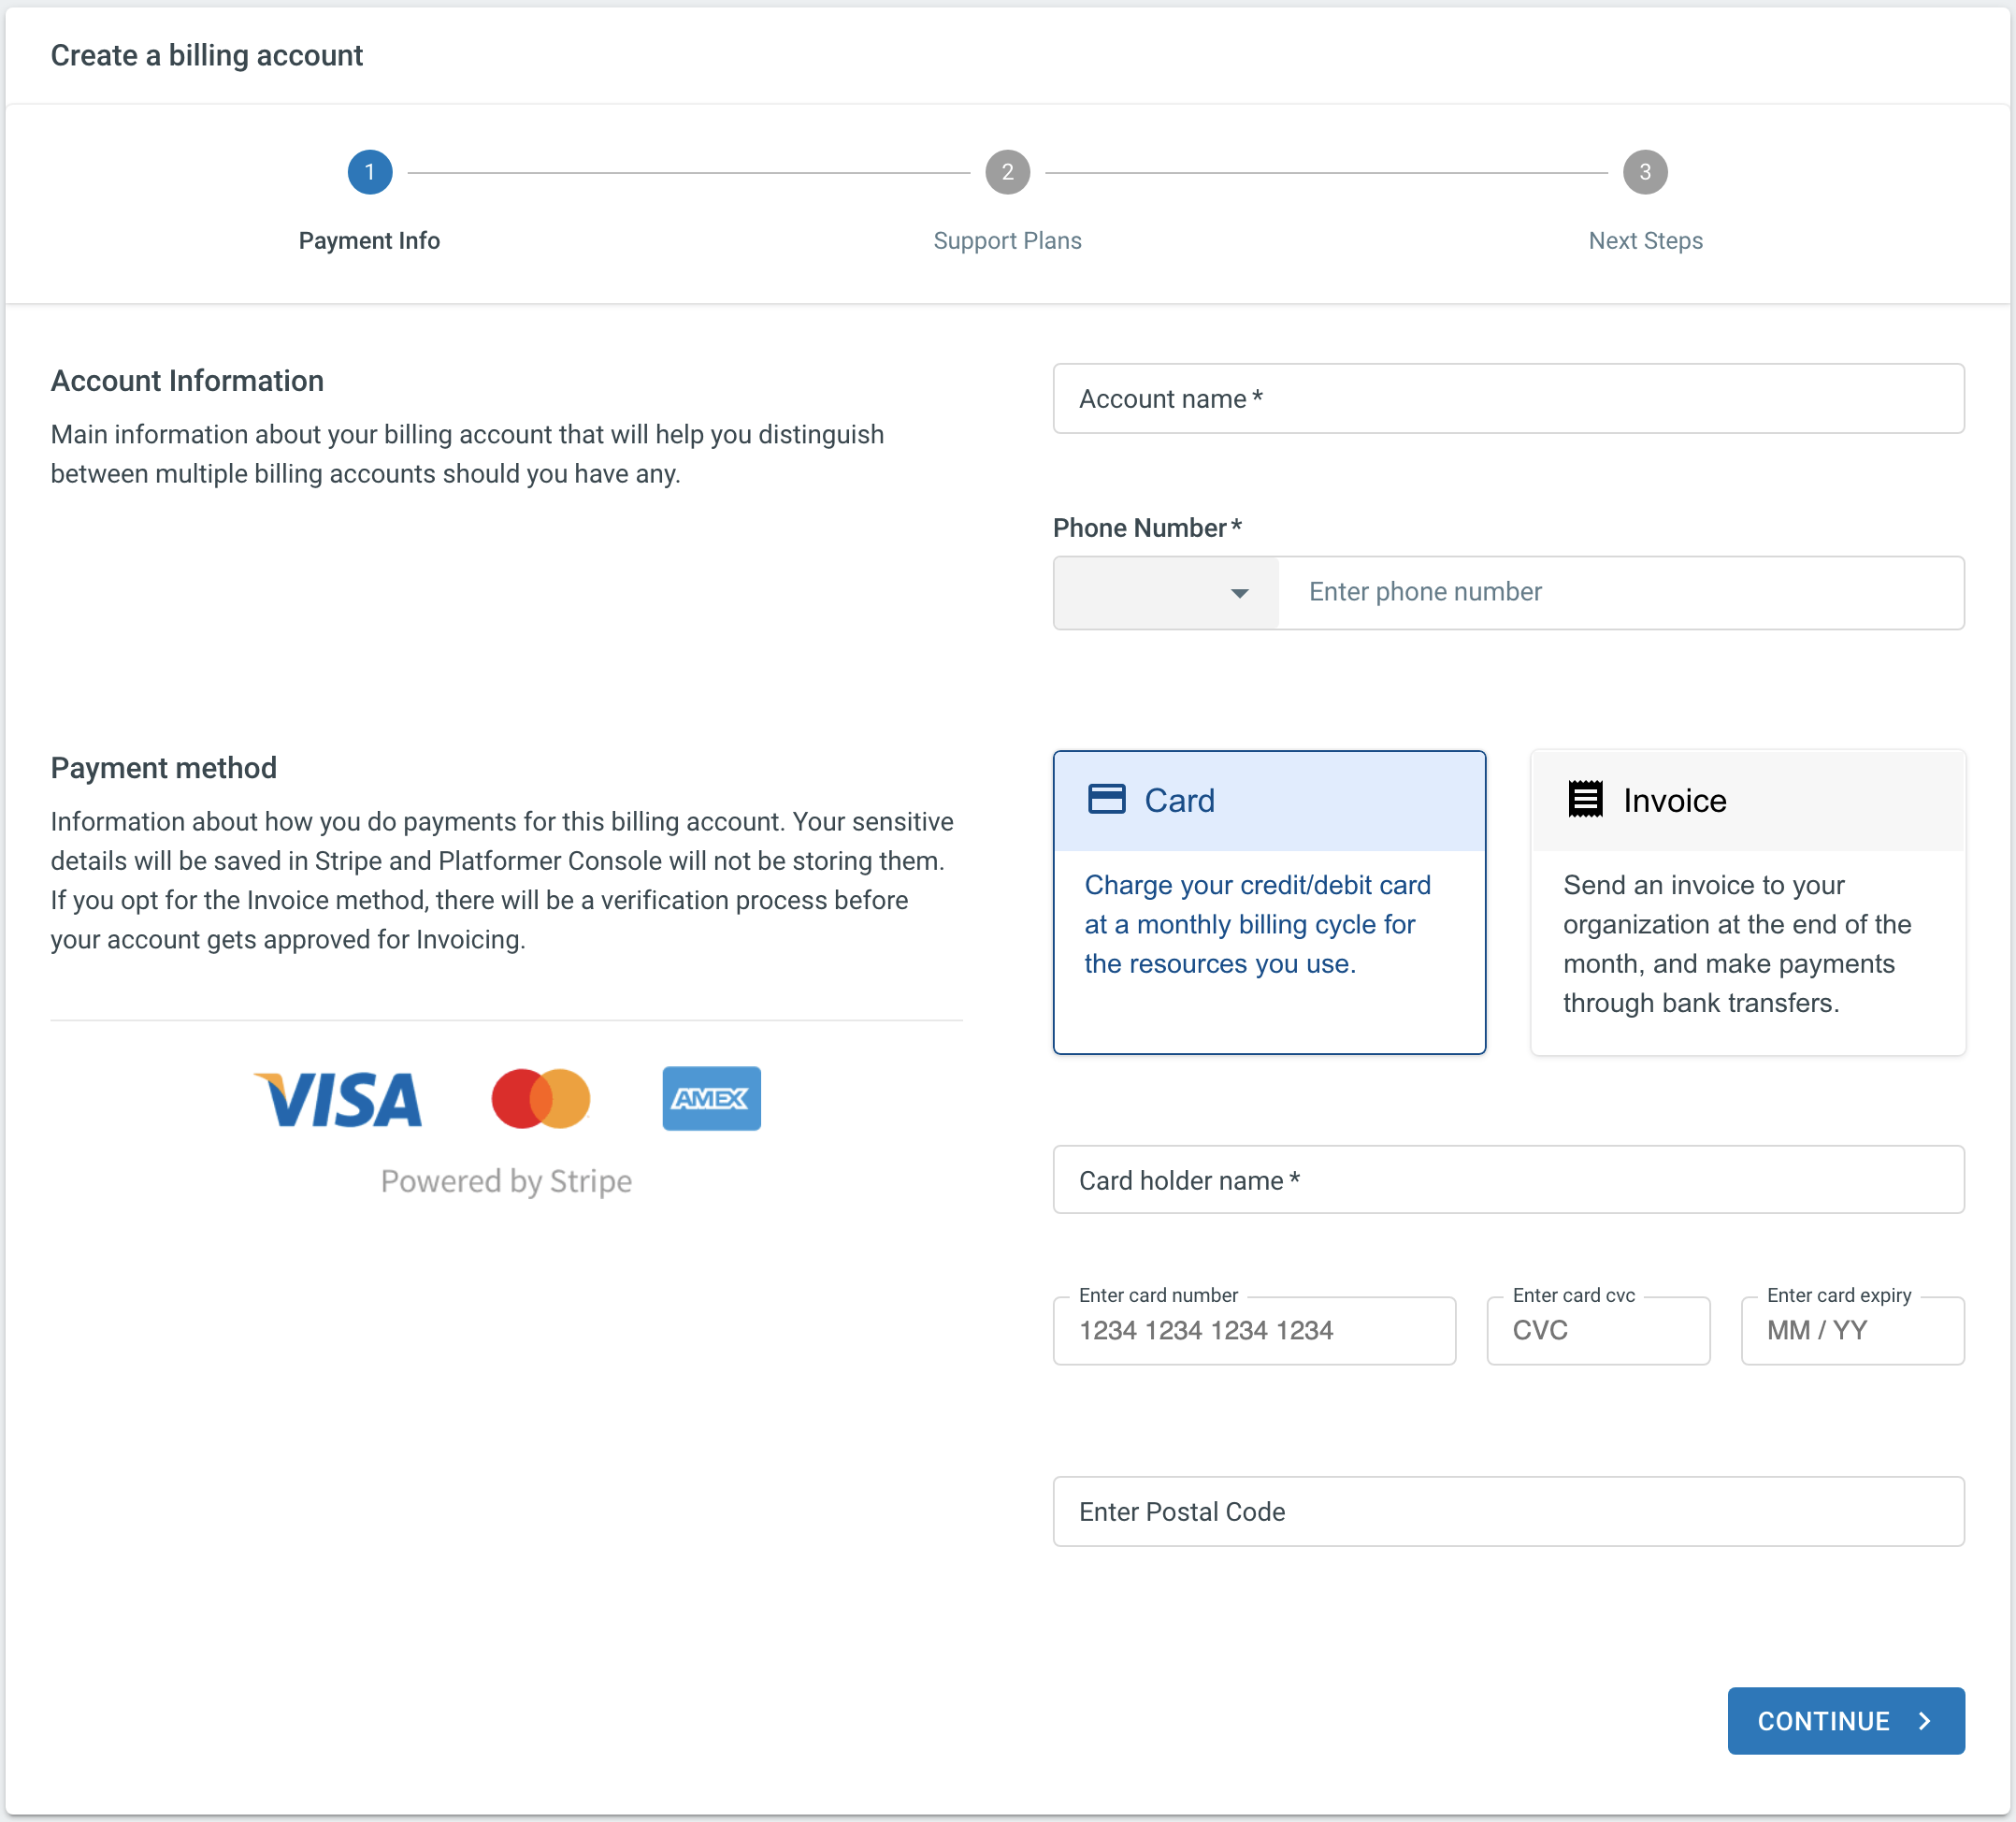 Create a billing account
1
2
3
Payment Info
Support Plans
Next Steps
Account Information
Main information about your billing account that will help you distinguish
between multiple billing accounts should you have any.
Account name *
Phone Number *
Enter phone number
Payment method
Information about how you do payments for this billing account. Your sensitive
details will be saved in Stripe and Platformer Console will not be storing them.
If you opt for the Invoice method, there will be a verification process before
your account gets approved for Invoicing.
VISA
AMEX
Powered by Stripe
Card
Charge your credit/debit card
at a monthly billing cycle for
the resources you use.
Invoice
Send an invoice to your
organization at the end of the
month, and make payments
through bank transfers.
Card holder name *
Enter card number
1234 1234 1234 1234
Enter card cvc
CVC
Enter card expiry
MM / YY
Enter Postal Code
CONTINUE